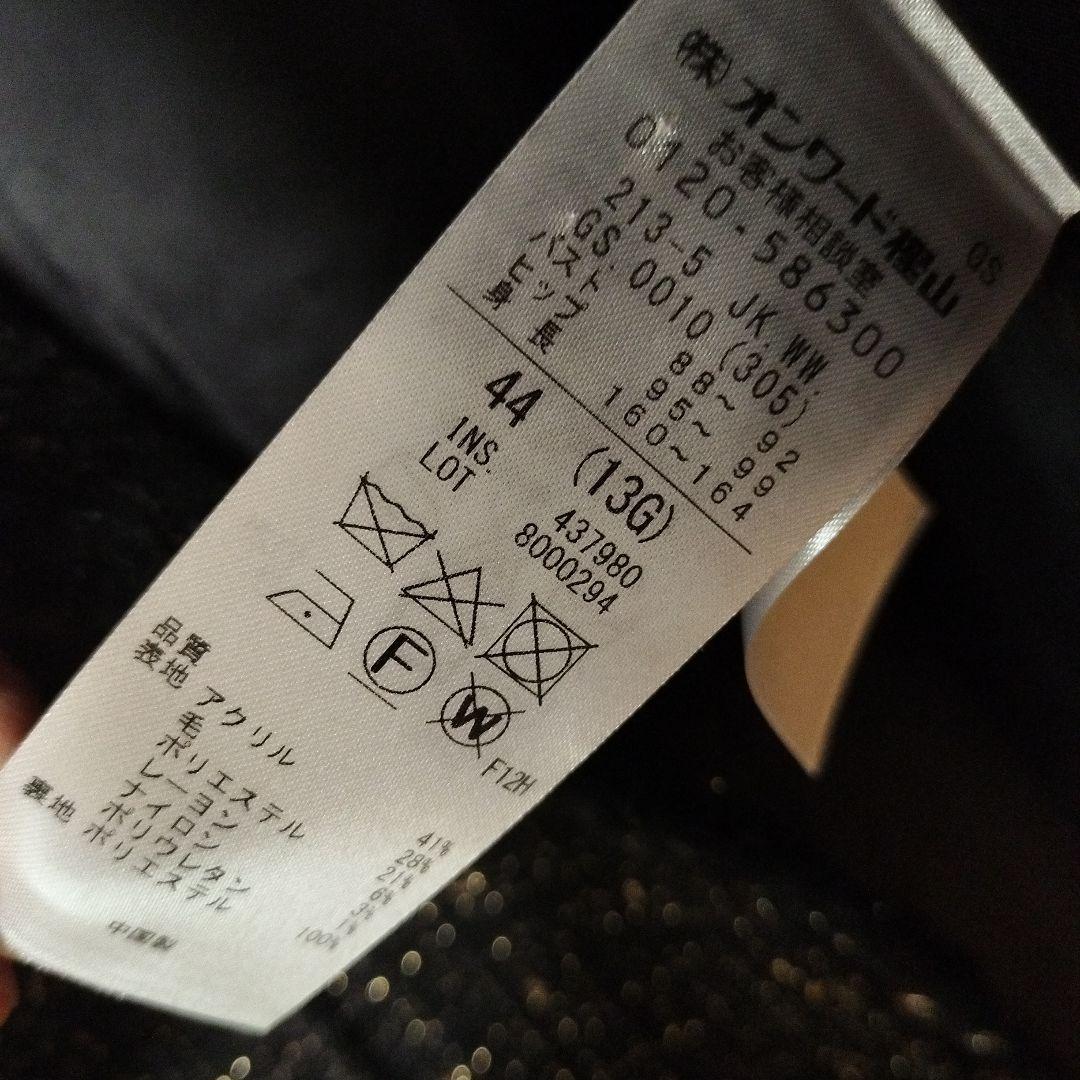 ㈱オンワード樫山
お客様相談室
0120-586300
GS
213-5 JK.WW.
GS.0010 (305)
バスト 88～ 92
ヒップ 95～ 99
身長 160～164
44 (13G)
INS. 437980
LOT 8000294
F
W
F12H
品質
表地 アクリル 41%
毛 28%
ポリエステル 21%
レーヨン 6%
ナイロン 3%
ポリウレタン 1%
裏地 ポリエステル 100%
中国製